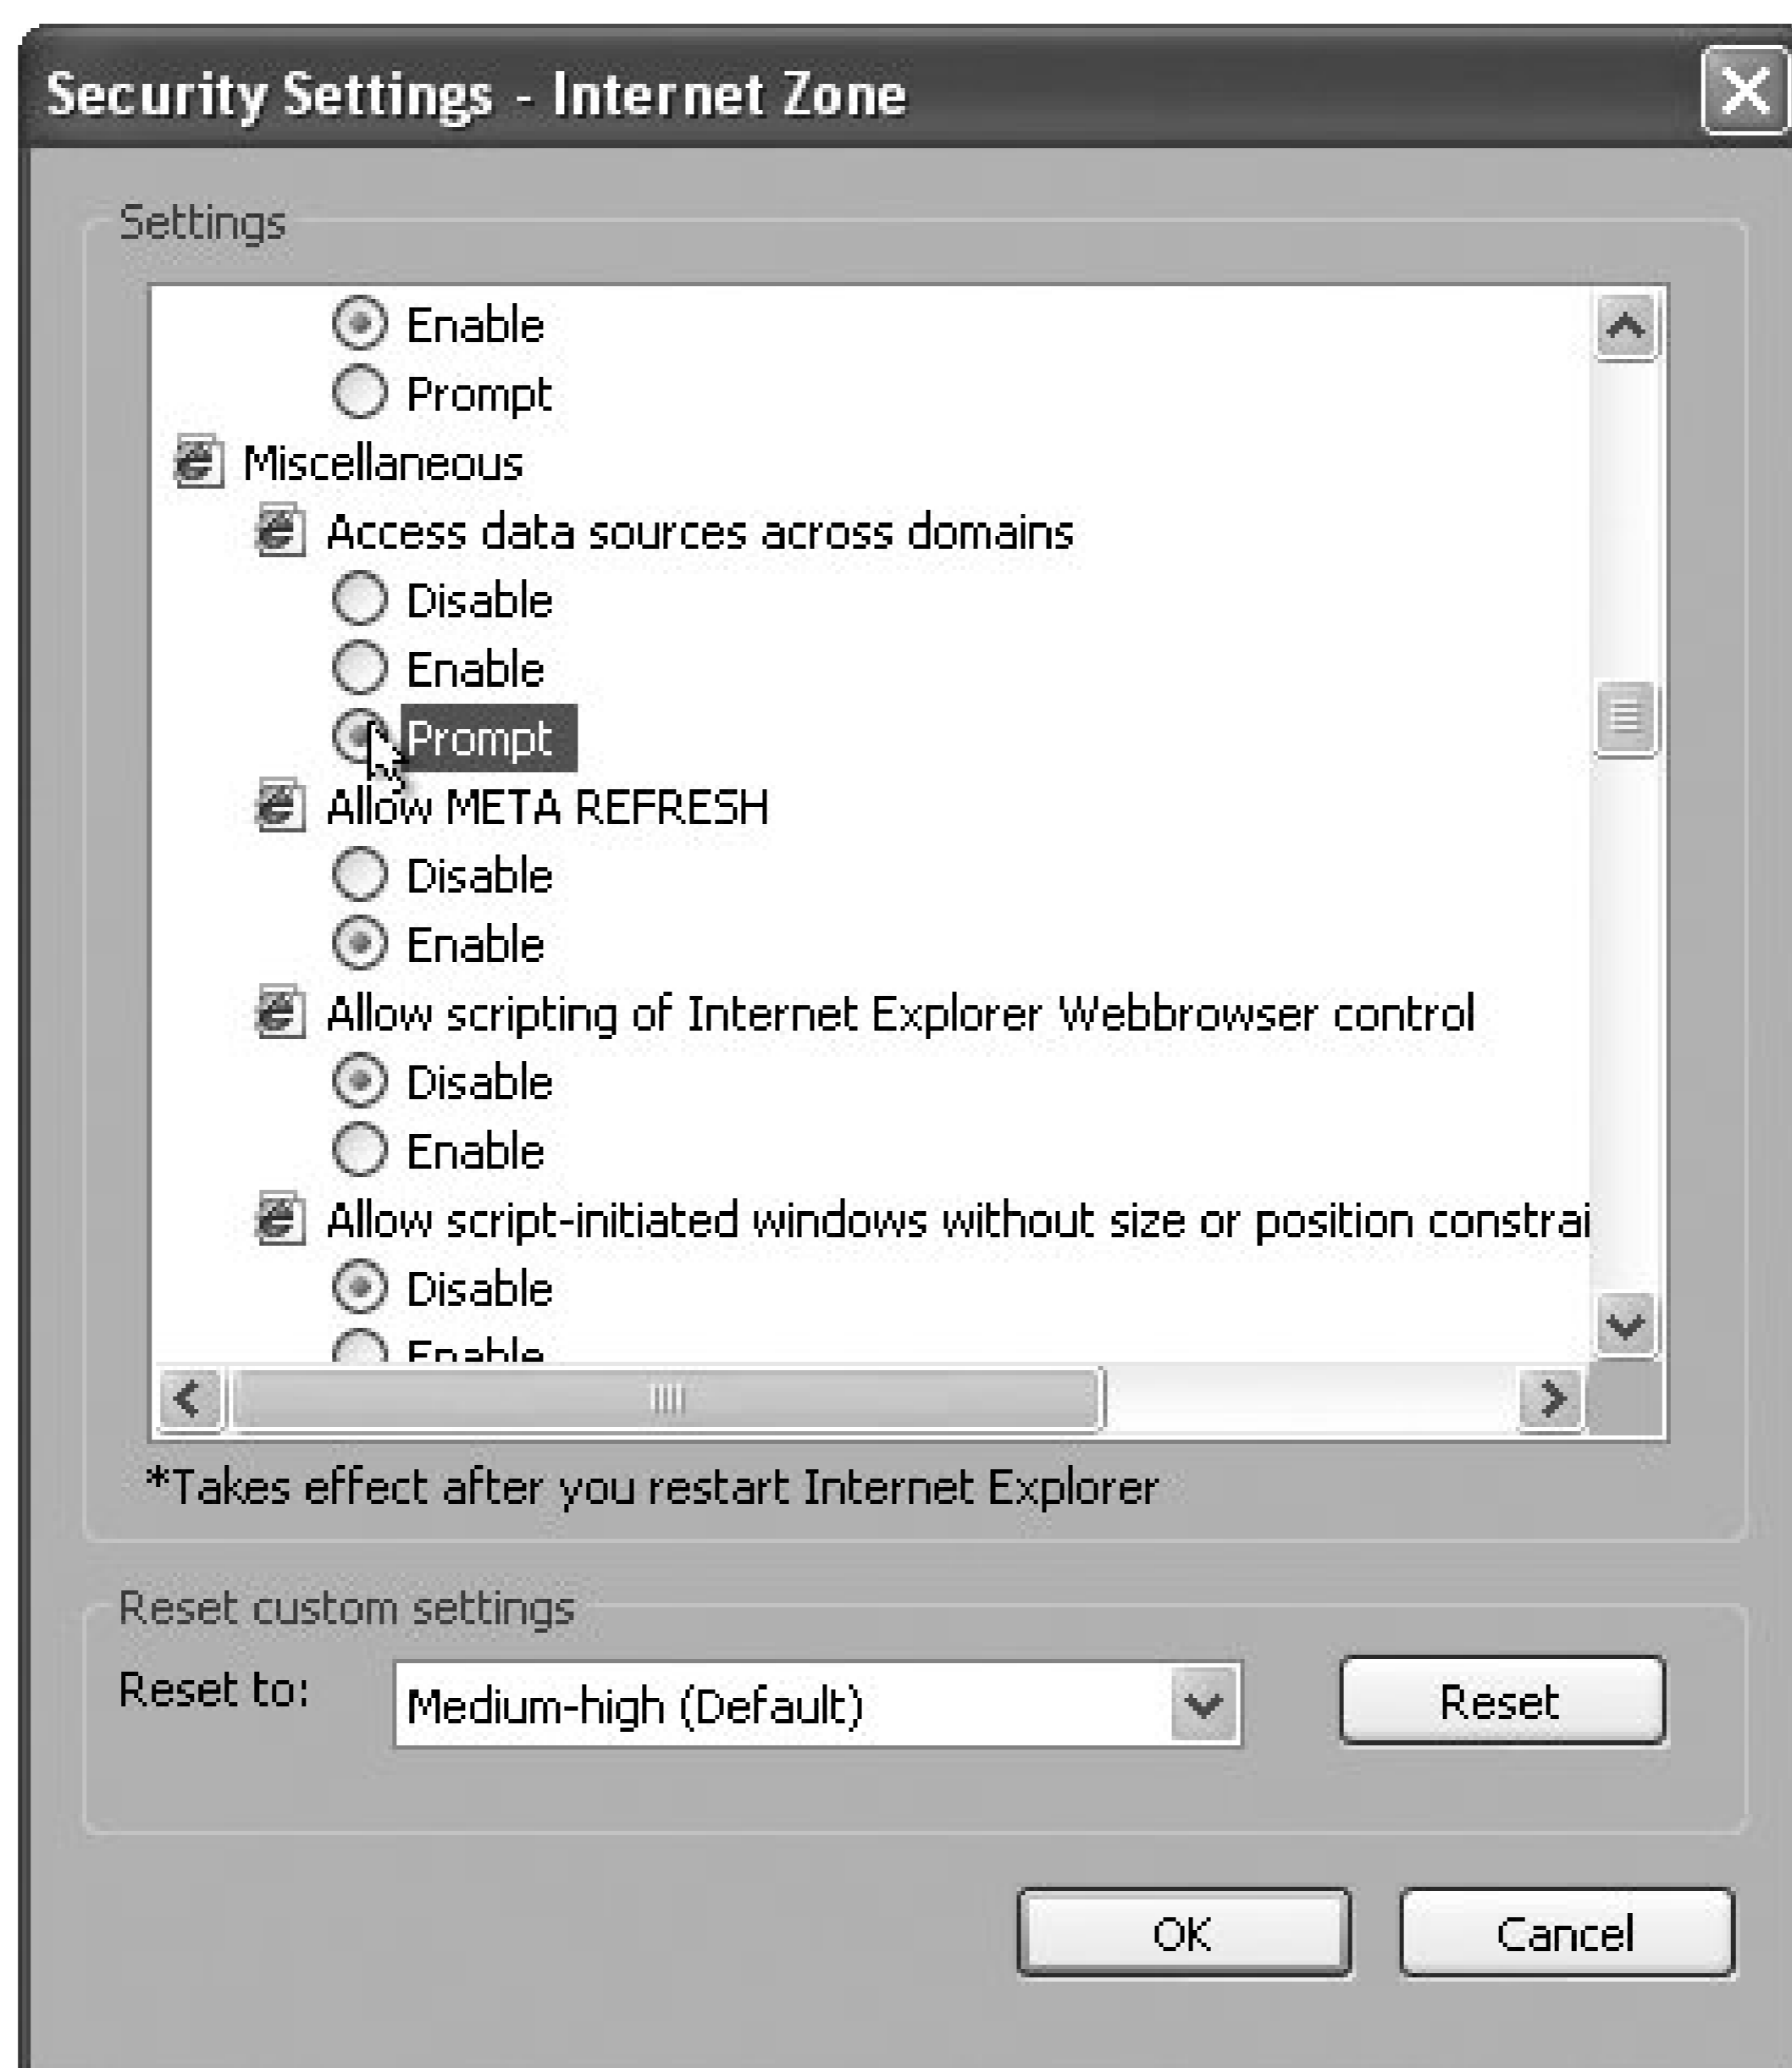 Security Settings - Internet Zone
Settings
Enable
Prompt
Miscellaneous
Access data sources across domains
Disable
Enable
Prompt
Allow META REFRESH
Disable
Enable
Allow scripting of Internet Explorer Webbrowser control
Disable
Enable
Allow script-initiated windows without size or position constrai
Disable
Enable
*Takes effect after you restart Internet Explorer
Reset custom settings
Reset to:
Medium-high (Default)
Reset
OK
Cancel